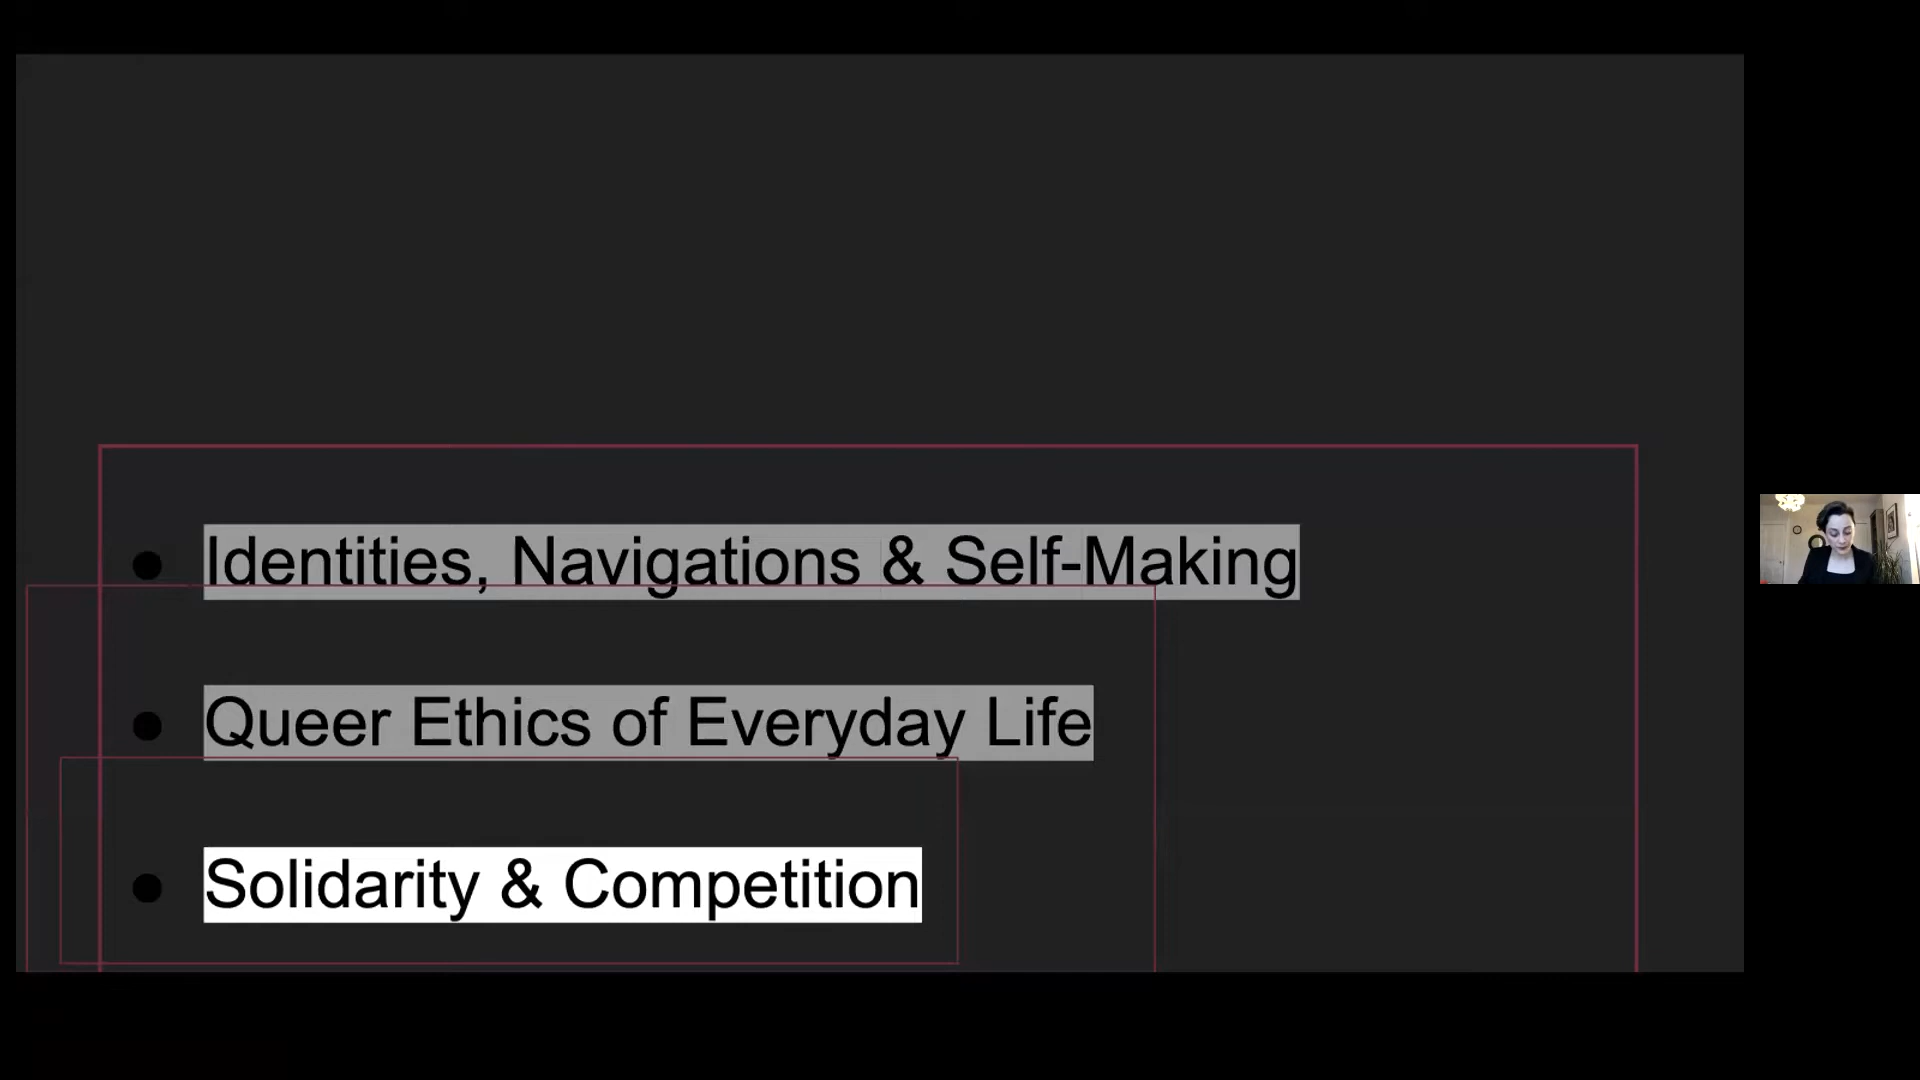 Identities, Navigations & Self-Making
Queer Ethics of Everyday Life
Solidarity & Competition